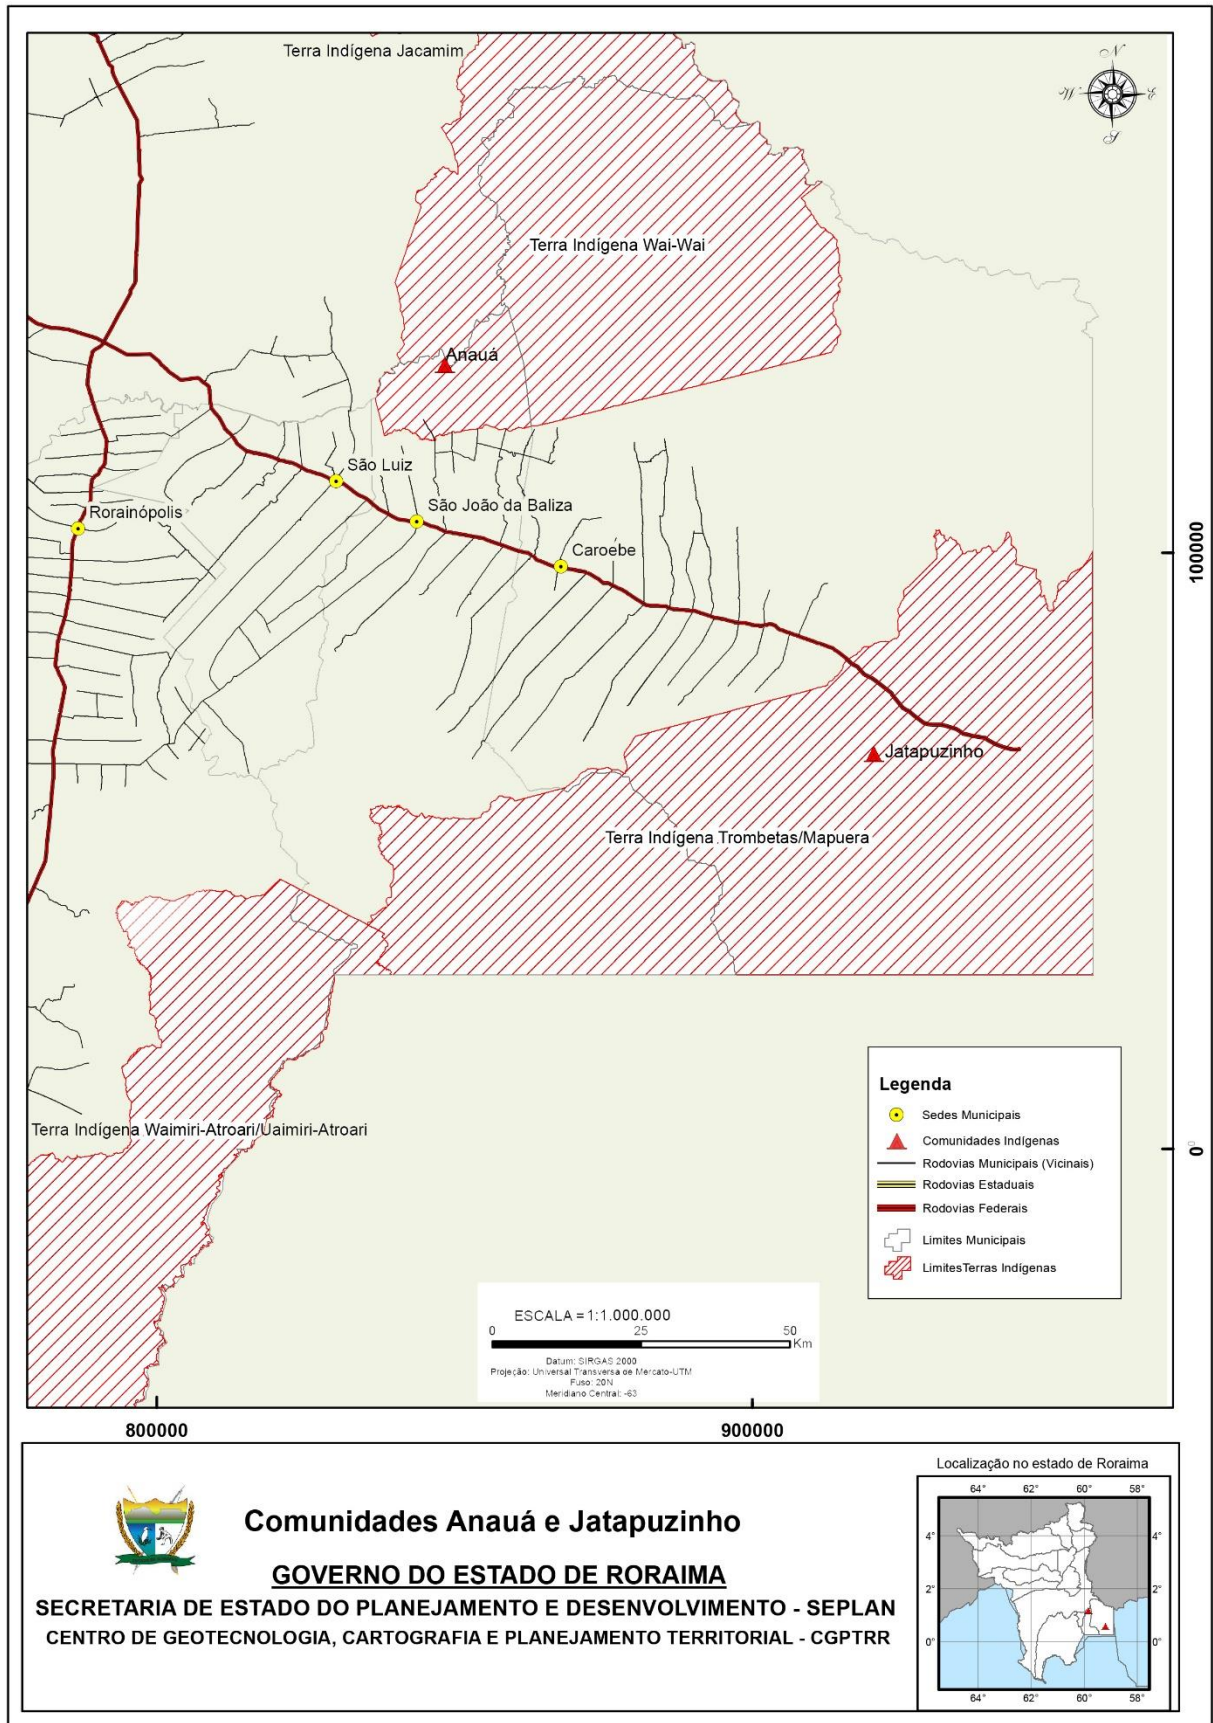 Terra Indígena Jacamim
N
W
E
S
Terra Indígena Wai-Wai
Anauá
São Luiz
São João da Baliza
Rorainópolis
Caroebe
100000
Jatapuzinho
Terra Indígena Trombetas/Mapuera
Terra Indígena Waimiri-Atroari/Uaimiri-Atroari
0
Legenda
Sedes Municipais
Comunidades Indígenas
Rodovias Municipais (Vicinais)
Rodovias Estaduais
Rodovias Federais
Limites Municipais
LimitesTerras Indígenas
ESCALA = 1:1.000.000
0 25 50
Km
Datum: SIRGAS 2000
Projeção: Universal Transversa de Mercato-UTM
Fuso: 20N
Meridiano Central: -63
800000 900000
Comunidades Anauá e Jatapuzinho
GOVERNO DO ESTADO DE RORAIMA
SECRETARIA DE ESTADO DO PLANEJAMENTO E DESENVOLVIMENTO - SEPLAN
CENTRO DE GEOTECNOLOGIA, CARTOGRAFIA E PLANEJAMENTO TERRITORIAL - CGPTRR
Localização no estado de Roraima
64° 62° 60° 58°
4° 4°
2° 2°
0° 0°
64° 62° 60° 58°